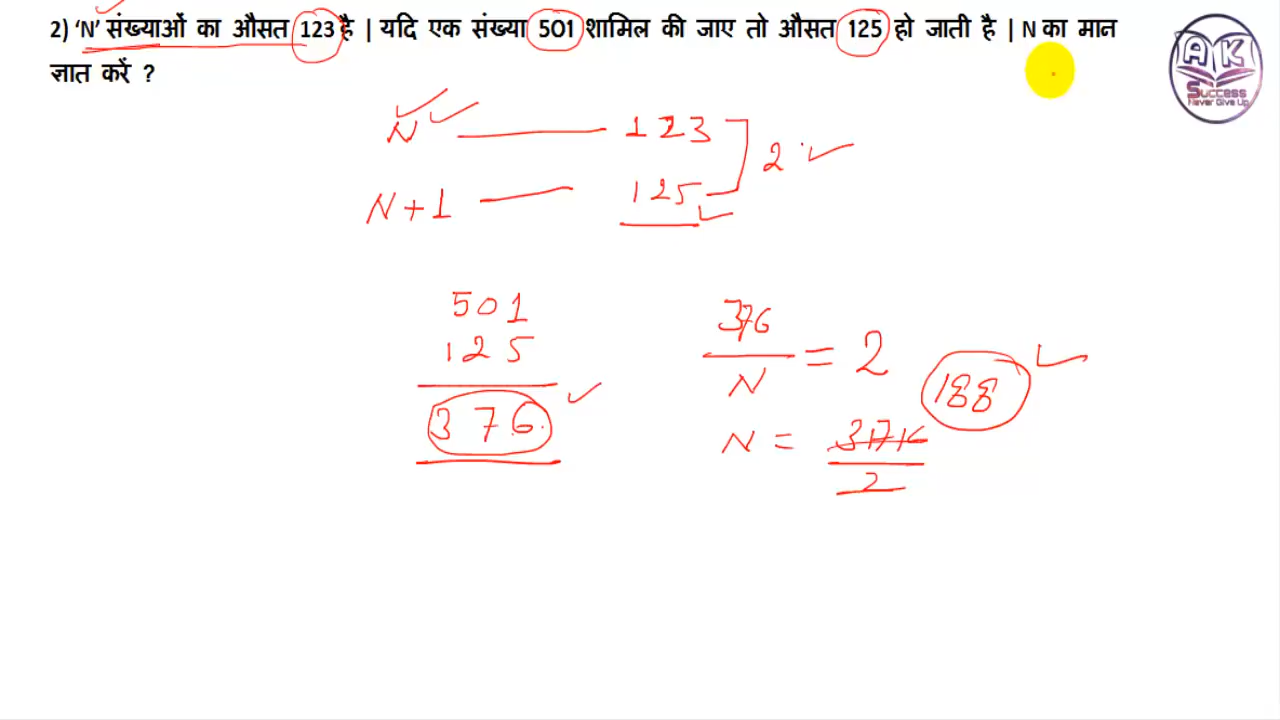 2) ‘N’ संख्याओं का औसत 123 है | यदि एक संख्या 501 शामिल की जाए तो औसत 125 हो जाती है | N का मान
ज्ञात करें ?
AK
Success
Never Give Up
N 123
2
N+1 125
501
125
376
376
N
= 2
188
N = 376
2